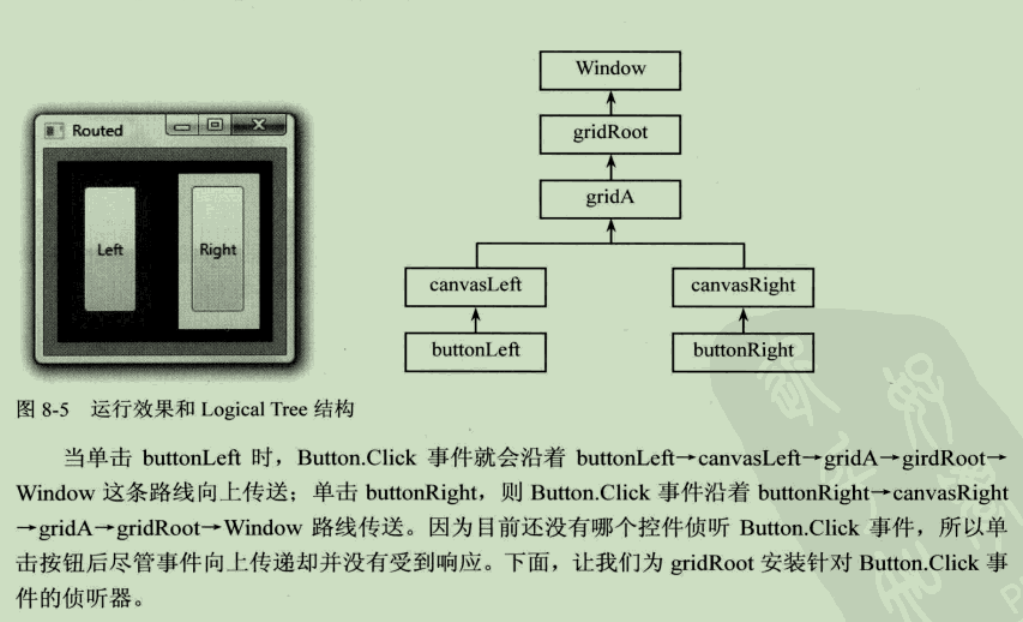 Routed
Left
Right
Window
gridRoot
gridA
canvasLeft
canvasRight
buttonLeft
buttonRight
图 8-5 运行效果和 Logical Tree 结构
当单击 buttonLeft 时，Button.Click 事件就会沿着 buttonLeft→canvasLeft→gridA→girdRoot→
Window 这条路线向上传送；单击 buttonRight，则 Button.Click 事件沿着 buttonRight→canvasRight
→gridA→gridRoot→Window 路线传送。因为目前还没有哪个控件侦听 Button.Click 事件，所以单
击按钮后尽管事件向上传递却并没有受到响应。下面，让我们为 gridRoot 安装针对 Button.Click 事
件的侦听器。